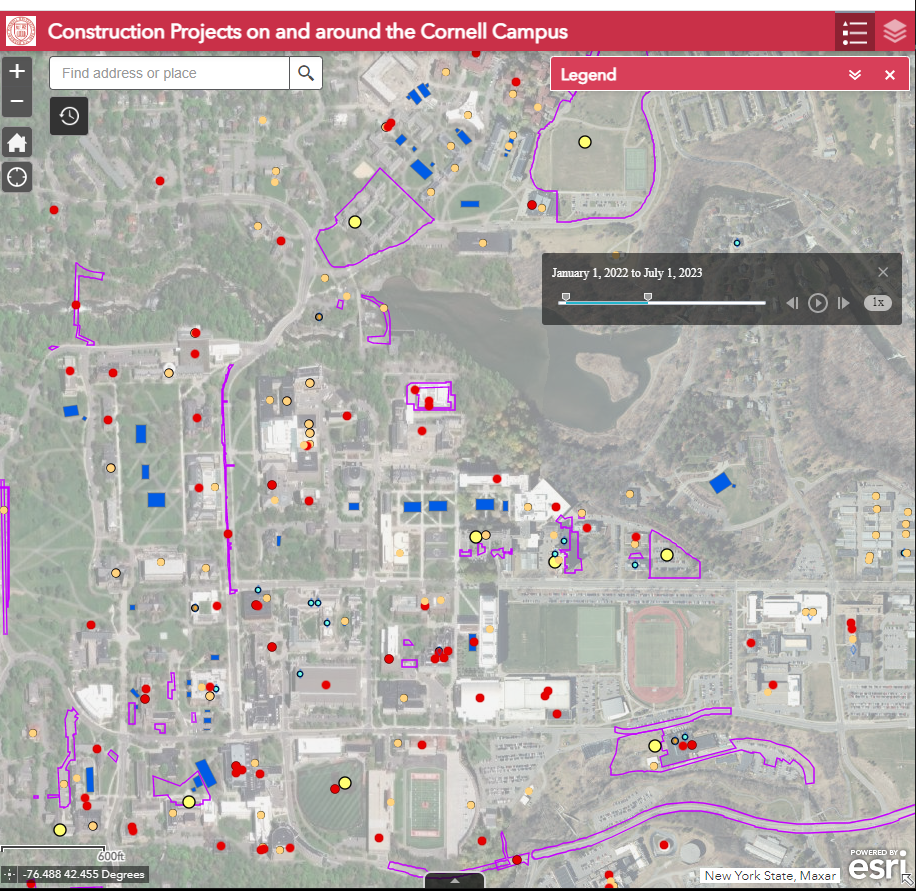 Construction Projects on and around the Cornell Campus
+
Find address or place
Legend
−
January 1, 2022 to July 1, 2023
1x
600ft
-76.488 42.455 Degrees
POWERED BY
esri
New York State, Maxar